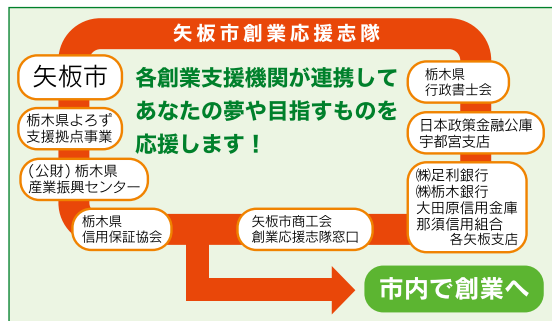 矢板市創業応援志隊
各創業支援機関が連携して
あなたの夢や目指すものを
応援します！
矢板市
栃木県よろず
支援拠点事業
(公財)栃木県
産業振興センター
栃木県
信用保証協会
矢板市商工会
創業応援志隊窓口
栃木県
行政書士会
日本政策金融公庫
宇都宮支店
㈱足利銀行
㈱栃木銀行
大田原信用金庫
那須信用組合
各矢板支店
市内で創業へ